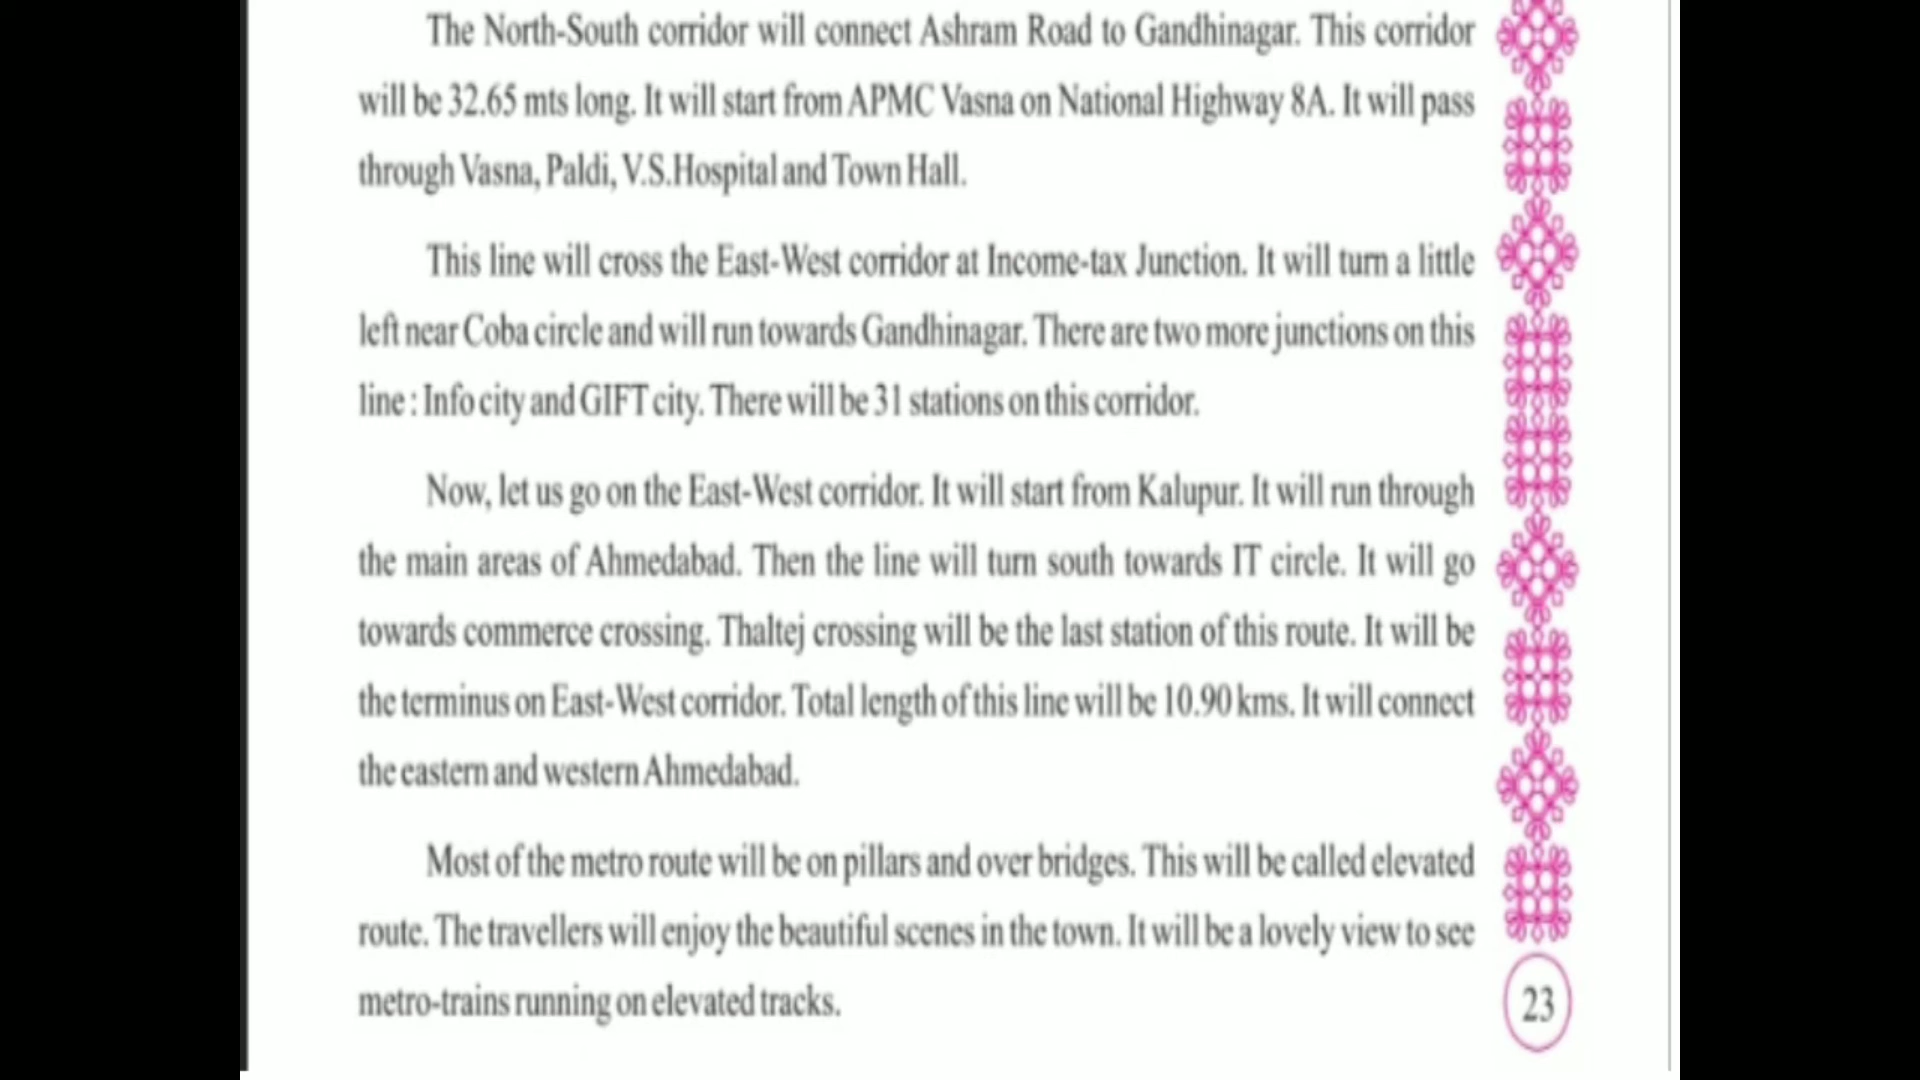 The North-South corridor will connect Ashram Road to Gandhinagar. This corridor
will be 32.65 mts long. It will start from APMC Vasna on National Highway 8A. It will pass
through Vasna, Paldi, V.S.Hospital and Town Hall.
This line will cross the East-West corridor at Income-tax Junction. It will turn a little
left near Coba circle and will run towards Gandhinagar. There are two more junctions on this
line : Info city and GIFT city. There will be 31 stations on this corridor.
Now, let us go on the East-West corridor. It will start from Kalupur. It will run through
the main areas of Ahmedabad. Then the line will turn south towards IT circle. It will go
towards commerce crossing. Thaltej crossing will be the last station of this route. It will be
the terminus on East-West corridor. Total length of this line will be 10.90 kms. It will connect
the eastern and western Ahmedabad.
Most of the metro route will be on pillars and over bridges. This will be called elevated
route. The travellers will enjoy the beautiful scenes in the town. It will be a lovely view to see
metro-trains running on elevated tracks.
23